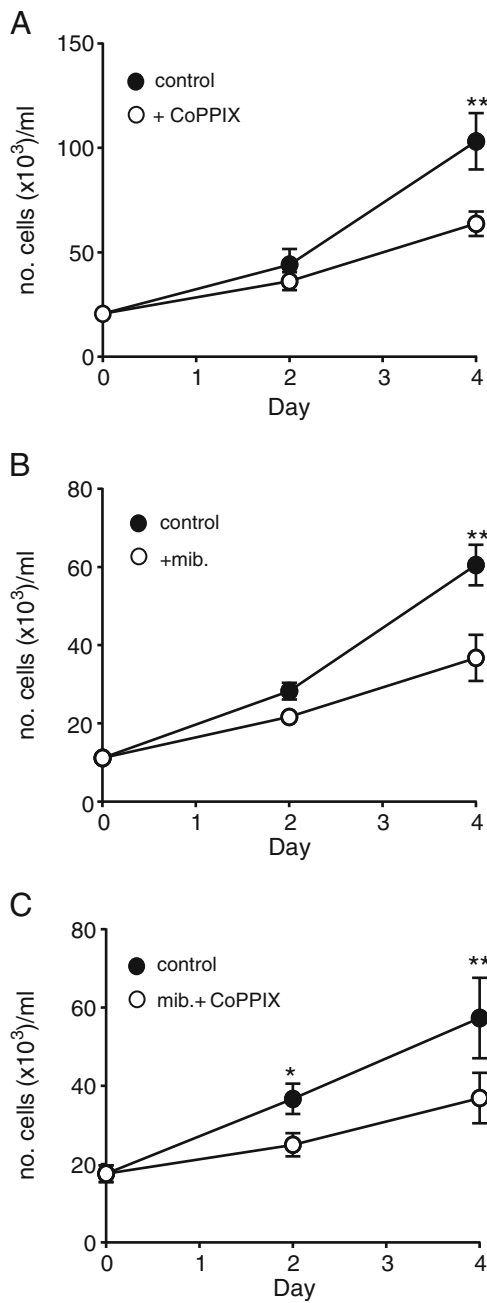 A
150
100
50
0
no. cells (x10³)/ml
control
+ CoPPIX
**
0 1 2 3 4
Day
B
80
60
40
20
0
no. cells (x10³)/ml
control
+mib.
**
0 1 2 3 4
Day
C
80
60
40
20
0
no. cells (x10³)/ml
control
mib.+ CoPPIX
*
**
0 1 2 3 4
Day